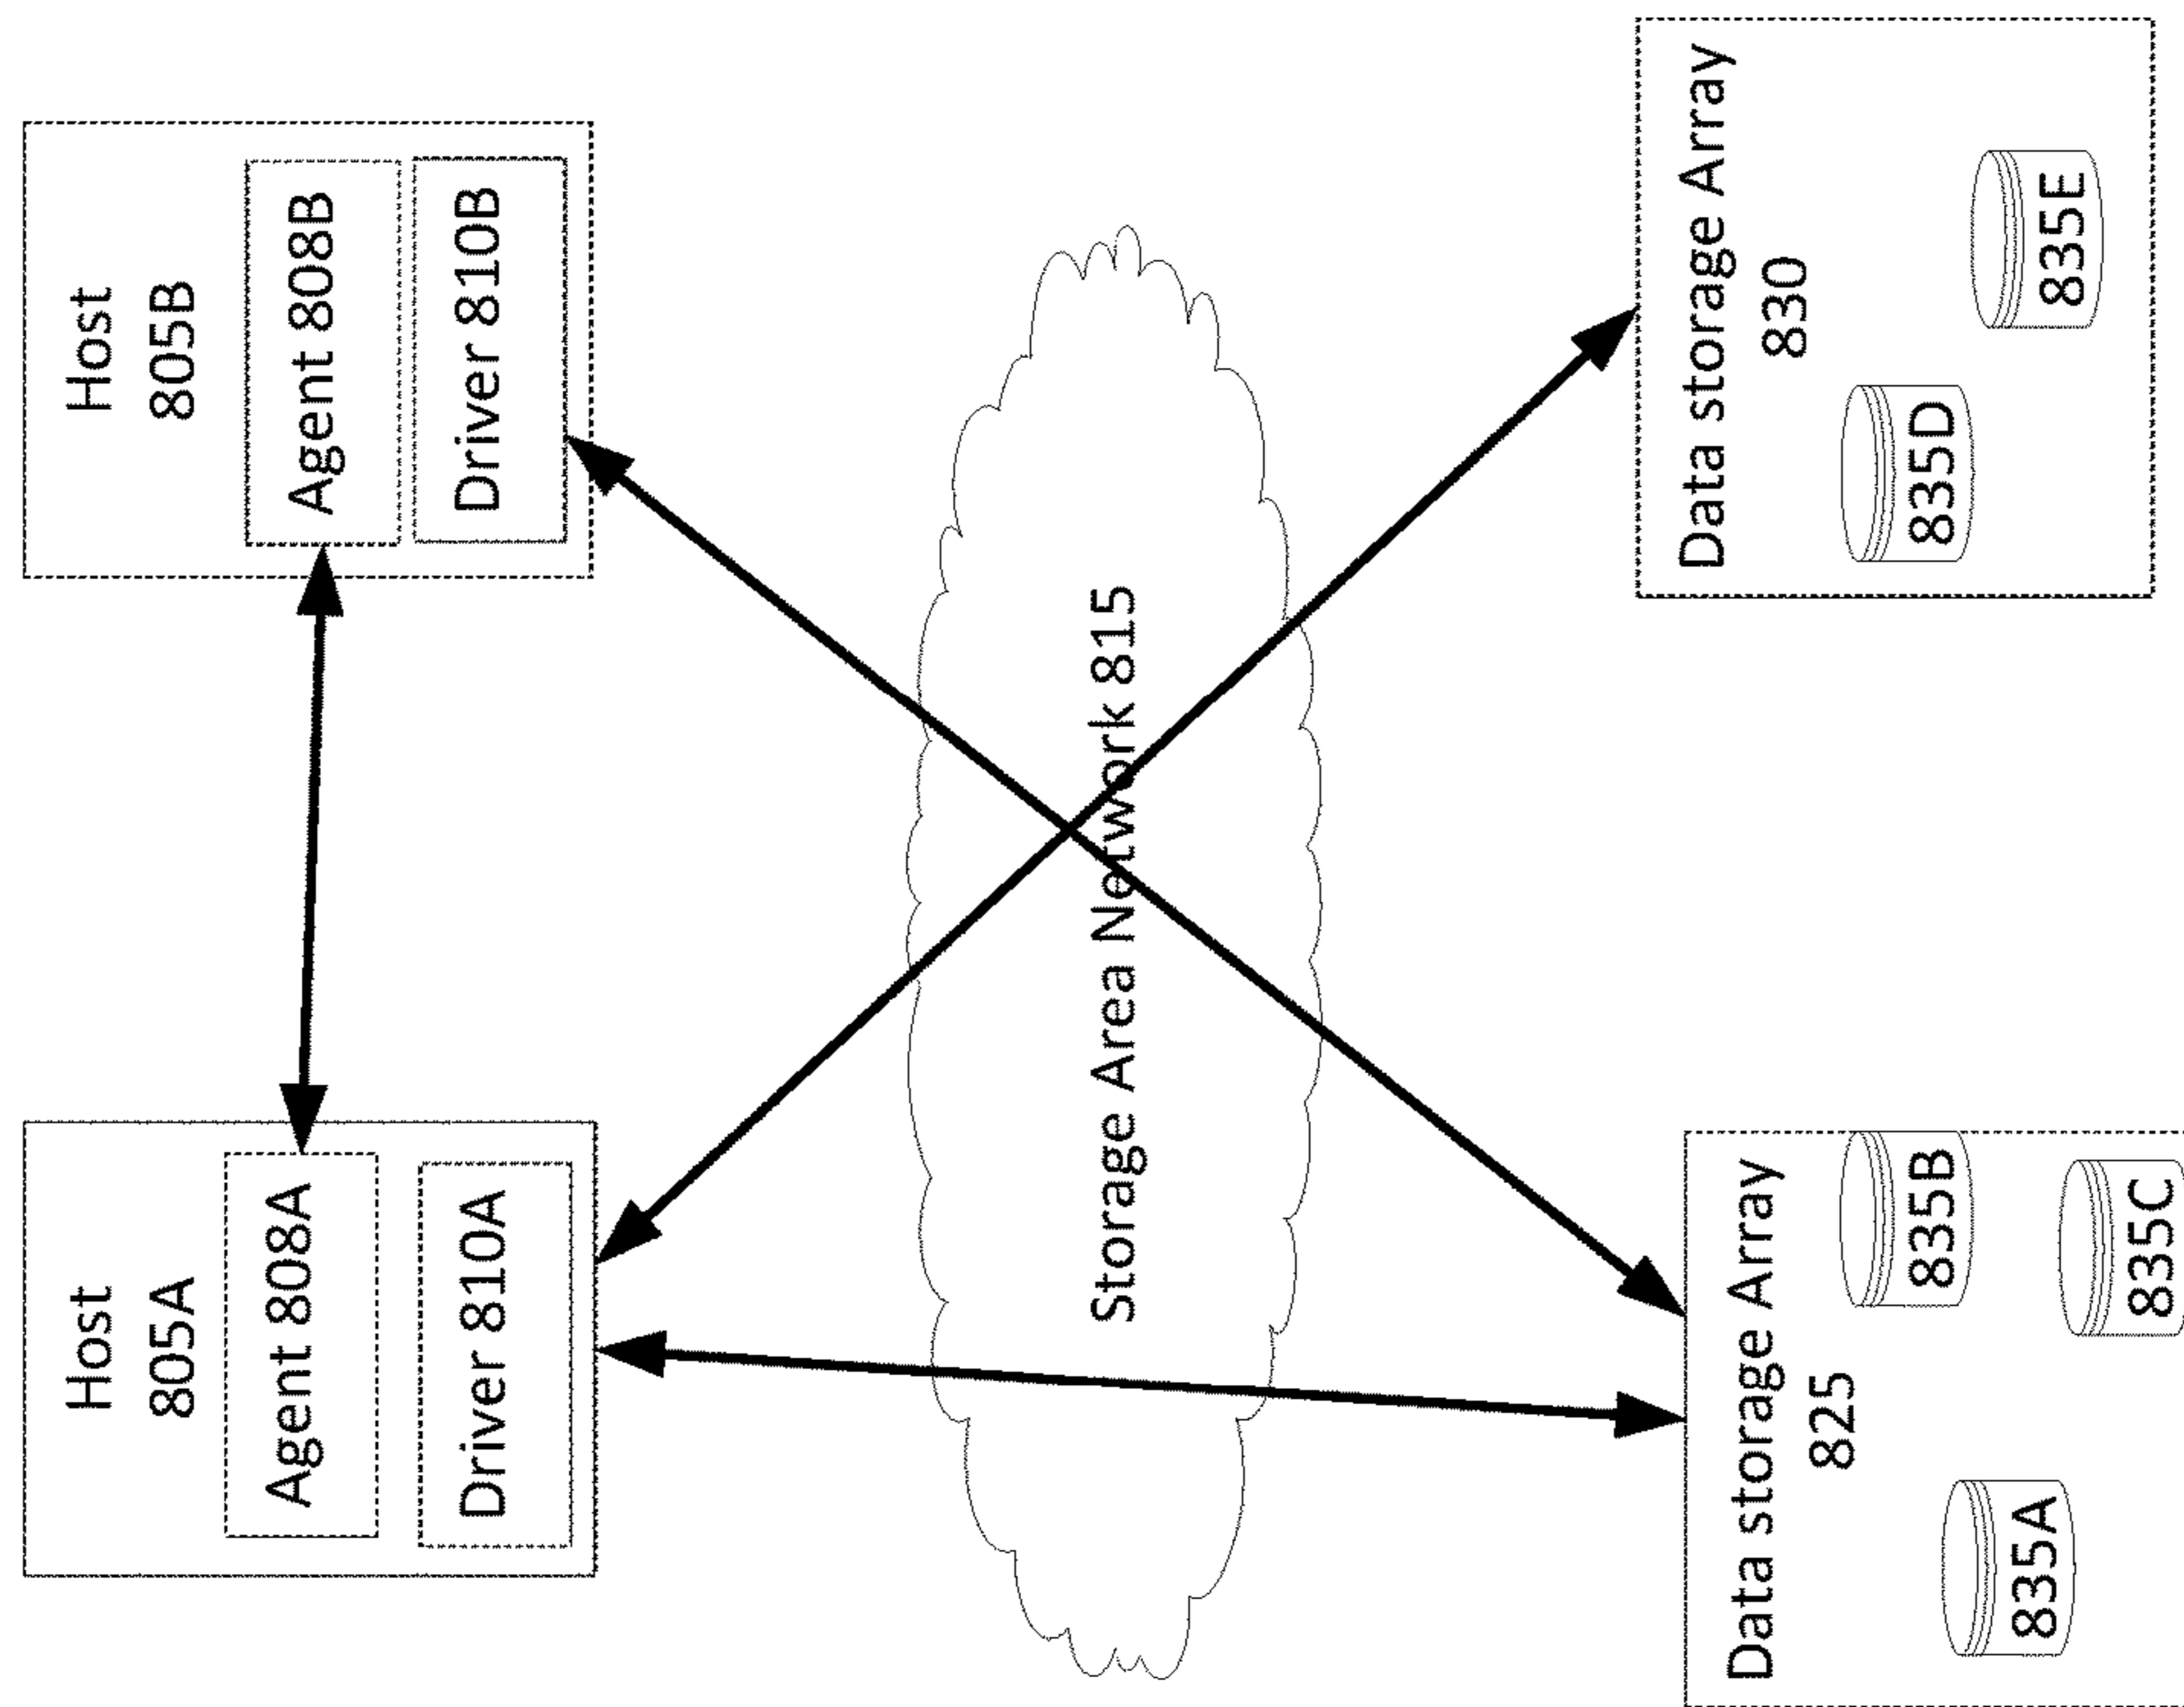 Host
805A
Agent 808A
Driver 810A
Host
805B
Agent 808B
Driver 810B
Storage Area Network 815
Data storage Array
825
835A
835B
835C
Data storage Array
830
835D
835E